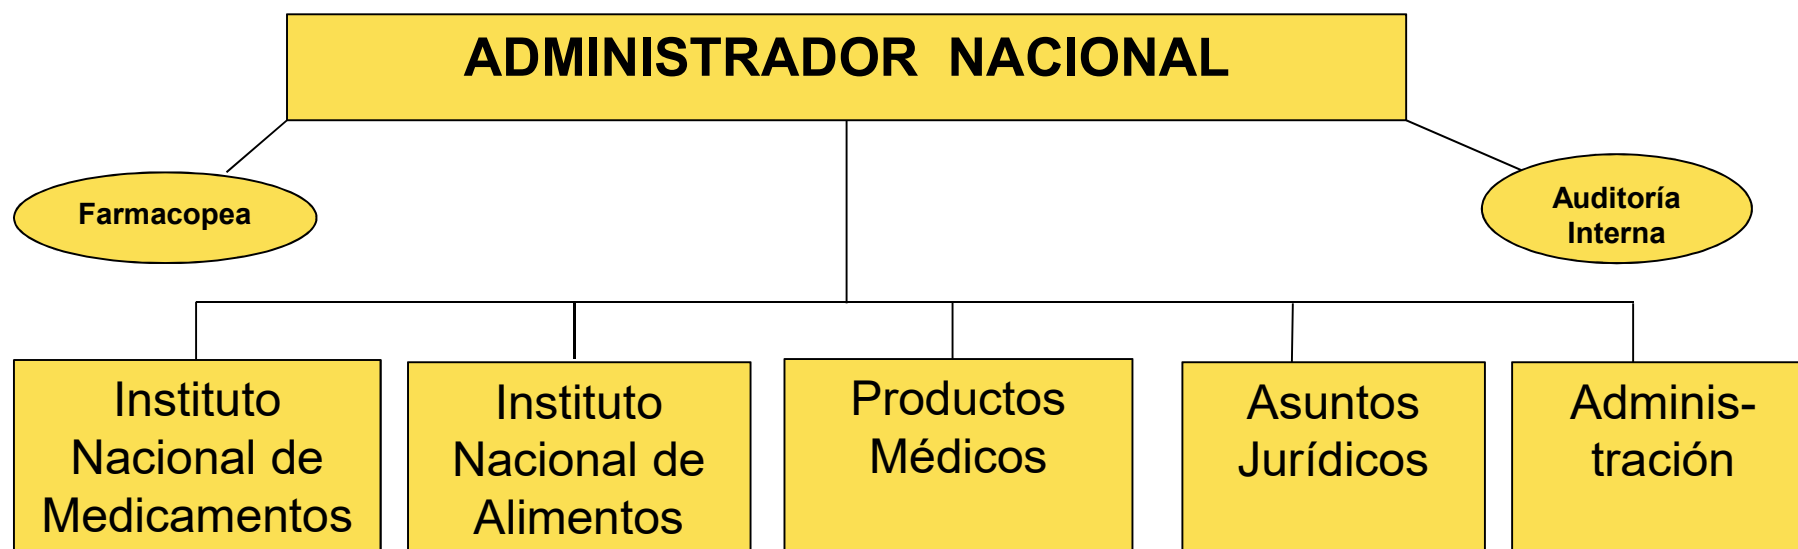 ADMINISTRADOR NACIONAL
Farmacopea
Auditoría
Interna
Instituto
Nacional de
Medicamentos
Instituto
Nacional de
Alimentos
Productos
Médicos
Asuntos
Jurídicos
Adminis-
tración